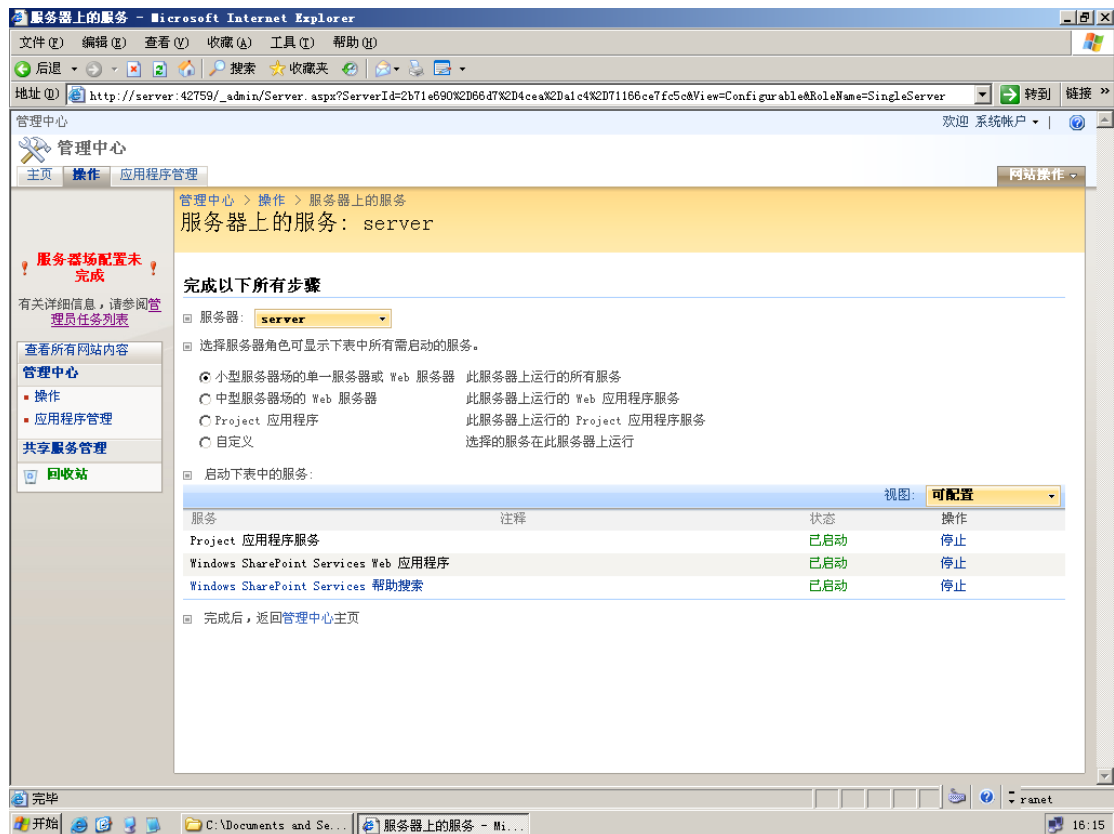 服务器上的服务 - Microsoft Internet Explorer
文件(F) 编辑(E) 查看(V) 收藏(A) 工具(T) 帮助(H)
后退 搜索 收藏夹
地址(D) http://server:42759/_admin/Server.aspx?ServerId=2b71e690%2D66d7%2D4cea%2Da1c4%2D71166ce7fc5c&View=Configurable&RoleName=SingleServer 转到 链接 »
管理中心 欢迎 系统帐户
管理中心
主页 操作 应用程序管理 网站操作
管理中心 > 操作 > 服务器上的服务
服务器上的服务: server
服务器场配置未完成
有关详细信息，请参阅管理员任务列表
查看所有网站内容
管理中心
操作
应用程序管理
共享服务管理
回收站
完成以下所有步骤
服务器: server
选择服务器角色可显示下表中所有需启动的服务。
小型服务器场的单一服务器或 Web 服务器 此服务器上运行的所有服务
中型服务器场的 Web 服务器 此服务器上运行的 Web 应用程序服务
Project 应用程序 此服务器上运行的 Project 应用程序服务
自定义 选择的服务在此服务器上运行
启动下表中的服务:
视图: 可配置
服务 注释 状态 操作
Project 应用程序服务 已启动 停止
Windows SharePoint Services Web 应用程序 已启动 停止
Windows SharePoint Services 帮助搜索 已启动 停止
完成后，返回管理中心主页
完毕 ranet
开始 C:\Documents and Se... 服务器上的服务 - Mi... 16:15